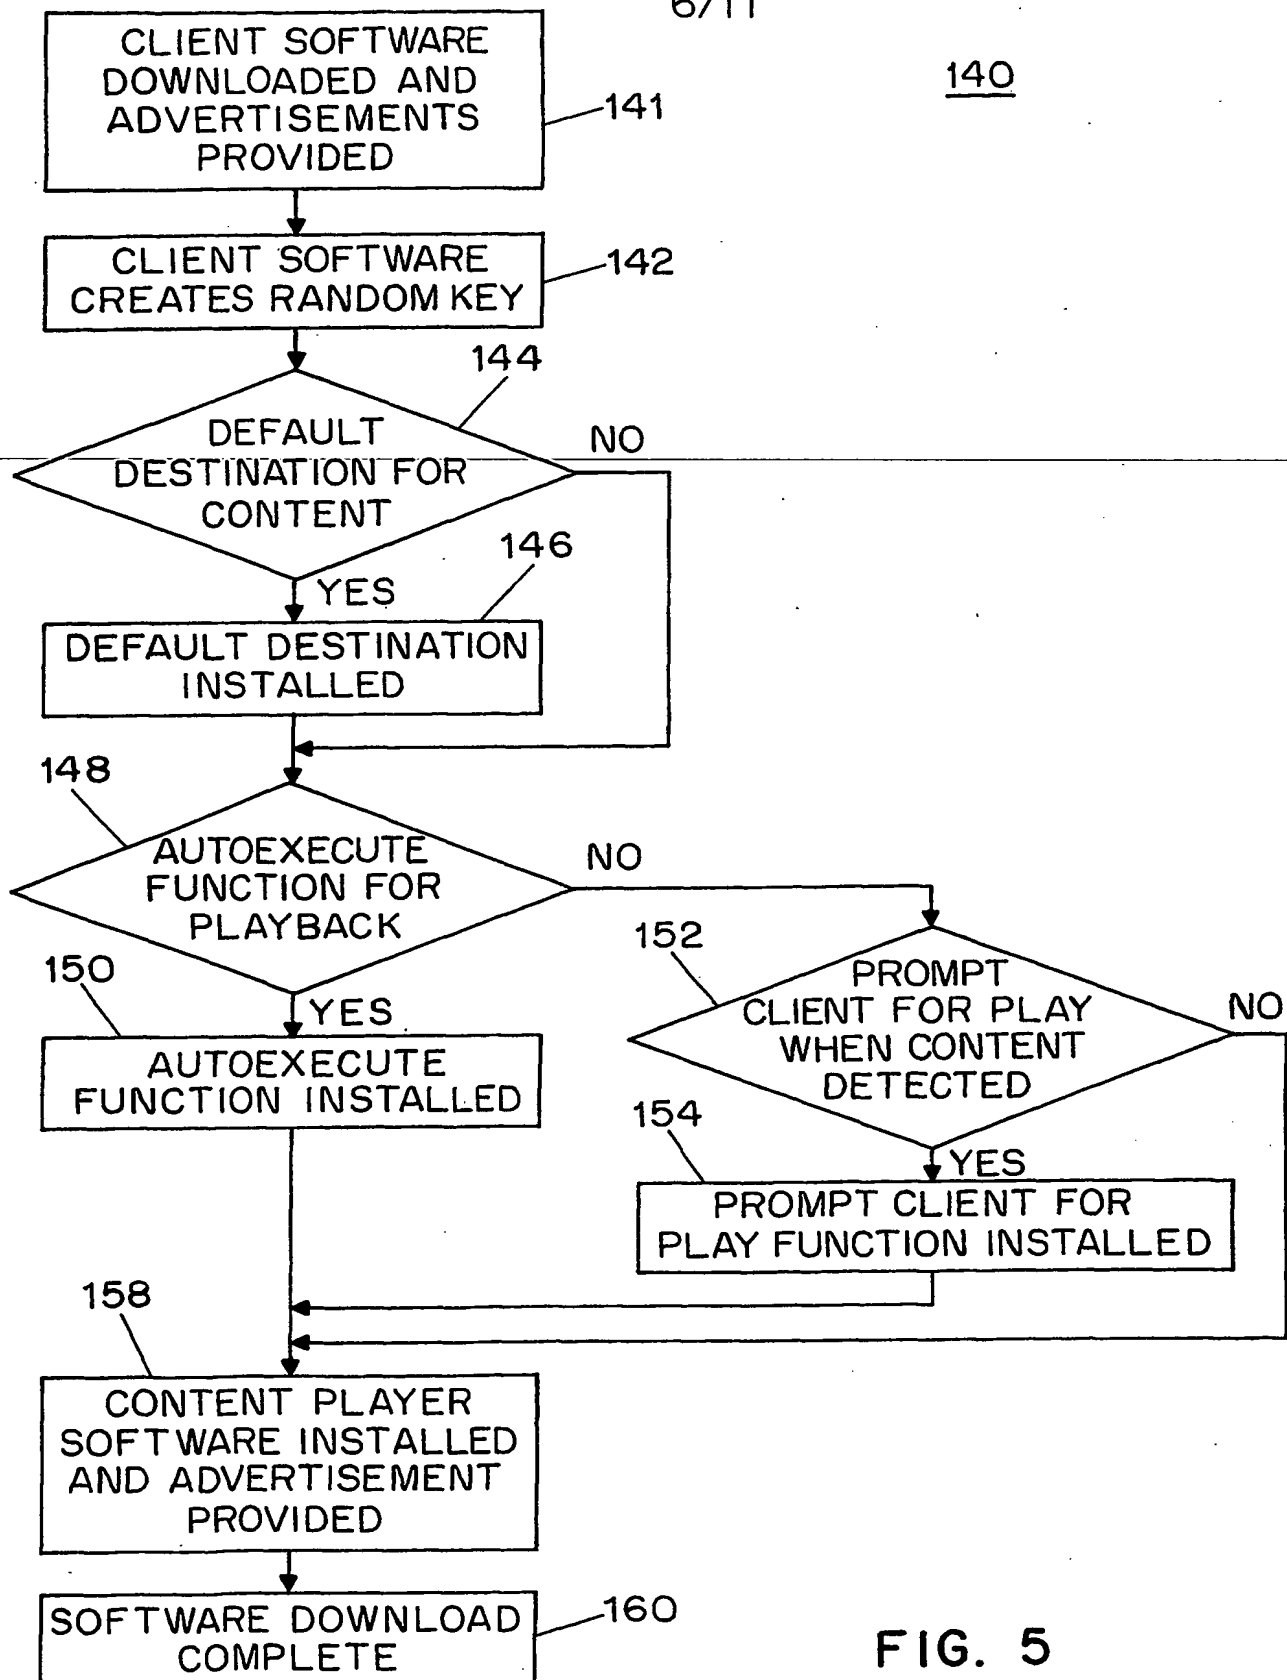 6/11
140
CLIENT SOFTWARE
DOWNLOADED AND
ADVERTISEMENTS
PROVIDED
141
CLIENT SOFTWARE
CREATES RANDOM KEY
142
144
DEFAULT
DESTINATION FOR
CONTENT
NO
YES
146
DEFAULT DESTINATION
INSTALLED
148
AUTOEXECUTE
FUNCTION FOR
PLAYBACK
NO
YES
150
AUTOEXECUTE
FUNCTION INSTALLED
152
PROMPT
CLIENT FOR PLAY
WHEN CONTENT
DETECTED
NO
YES
154
PROMPT CLIENT FOR
PLAY FUNCTION INSTALLED
158
CONTENT PLAYER
SOFTWARE INSTALLED
AND ADVERTISEMENT
PROVIDED
SOFTWARE DOWNLOAD
COMPLETE
160
FIG. 5